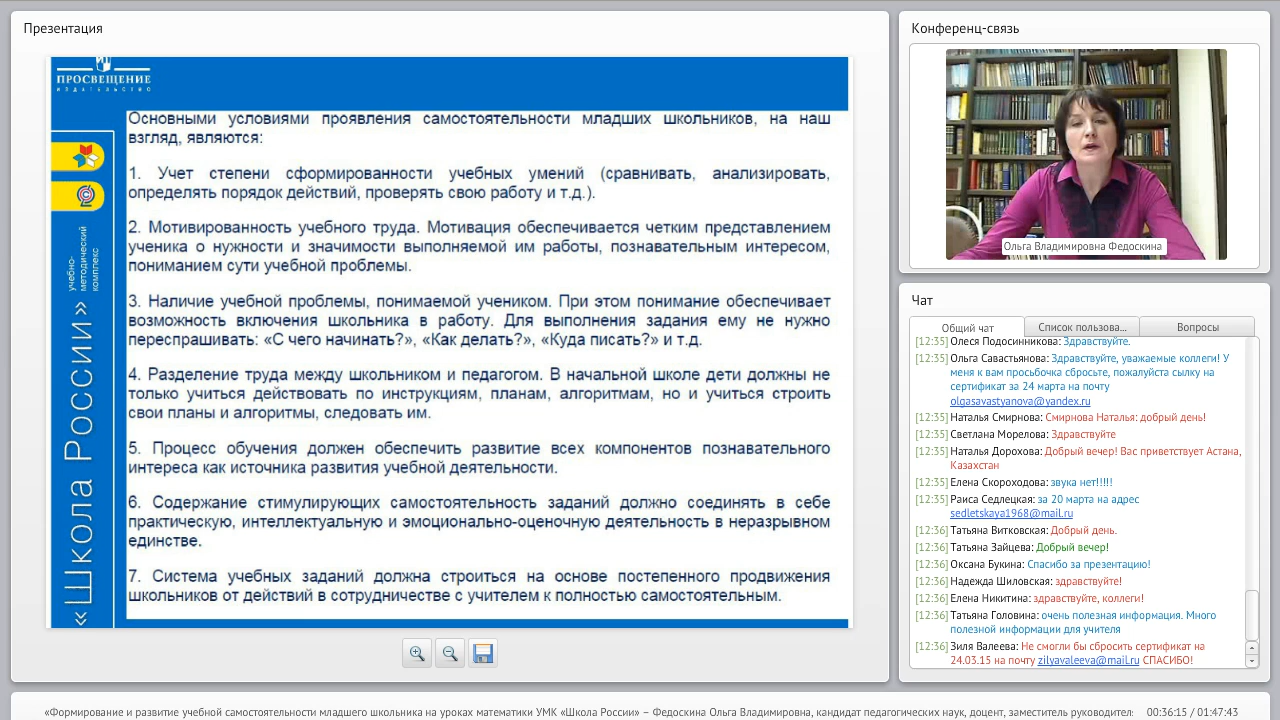 Презентация
ПРОСВЕЩЕНИЕ
ИЗДАТЕЛЬСТВО
учебно-
методический
комплекс
«Школа России»
Основными условиями проявления самостоятельности младших школьников, на наш
взгляд, являются:
1. Учет степени сформированности учебных умений (сравнивать, анализировать,
определять порядок действий, проверять свою работу и т.д.).
2. Мотивированность учебного труда. Мотивация обеспечивается четким представлением
ученика о нужности и значимости выполняемой им работы, познавательным интересом,
пониманием сути учебной проблемы.
3. Наличие учебной проблемы, понимаемой учеником. При этом понимание обеспечивает
возможность включения школьника в работу. Для выполнения задания ему не нужно
переспрашивать: «С чего начинать?», «Как делать?», «Куда писать?» и т.д.
4. Разделение труда между школьником и педагогом. В начальной школе дети должны не
только учиться действовать по инструкциям, планам, алгоритмам, но и учиться строить
свои планы и алгоритмы, следовать им.
5. Процесс обучения должен обеспечить развитие всех компонентов познавательного
интереса как источника развития учебной деятельности.
6. Содержание стимулирующих самостоятельность заданий должно соединять в себе
практическую, интеллектуальную и эмоционально-оценочную деятельность в неразрывном
единстве.
7. Система учебных заданий должна строиться на основе постепенного продвижения
школьников от действий в сотрудничестве с учителем к полностью самостоятельным.
Конференц-связь
Ольга Владимировна Федоскина
Чат
Общий чат
Список пользова...
Вопросы
[12:35] Олеся Подосинникова: Здравствуйте.
[12:35] Ольга Савастьянова: Здравствуйте, уважаемые коллеги! У
меня к вам просьбочка сбросьте, пожалуйста сылку на
сертификат за 24 марта на почту
olgasavastyanova@yandex.ru
[12:35] Наталья Смирнова: Смирнова Наталья: добрый день!
[12:35] Светлана Морелова: Здравствуйте
[12:35] Наталья Дорохова: Добрый вечер! Вас приветствует Астана,
Казахстан
[12:35] Елена Скороходова: звука нет!!!!!
[12:35] Раиса Седлецкая: за 20 марта на адрес
sedletskaya1968@mail.ru
[12:36] Татьяна Витковская: Добрый день.
[12:36] Татьяна Зайцева: Добрый вечер!
[12:36] Оксана Букина: Спасибо за презентацию!
[12:36] Надежда Шиловская: здравствуйте!
[12:36] Елена Никитина: здравствуйте, коллеги!
[12:36] Татьяна Головина: очень полезная информация. Много
полезной информации для учителя
[12:36] Зиля Валеева: Не смогли бы сбросить сертификат на
24.03.15 на почту zilyavaleeva@mail.ru СПАСИБО!
«Формирование и развитие учебной самостоятельности младшего школьника на уроках математики УМК «Школа России» – Федоскина Ольга Владимировна, кандидат педагогических наук, доцент, заместитель руководител
00:36:15 / 01:47:43